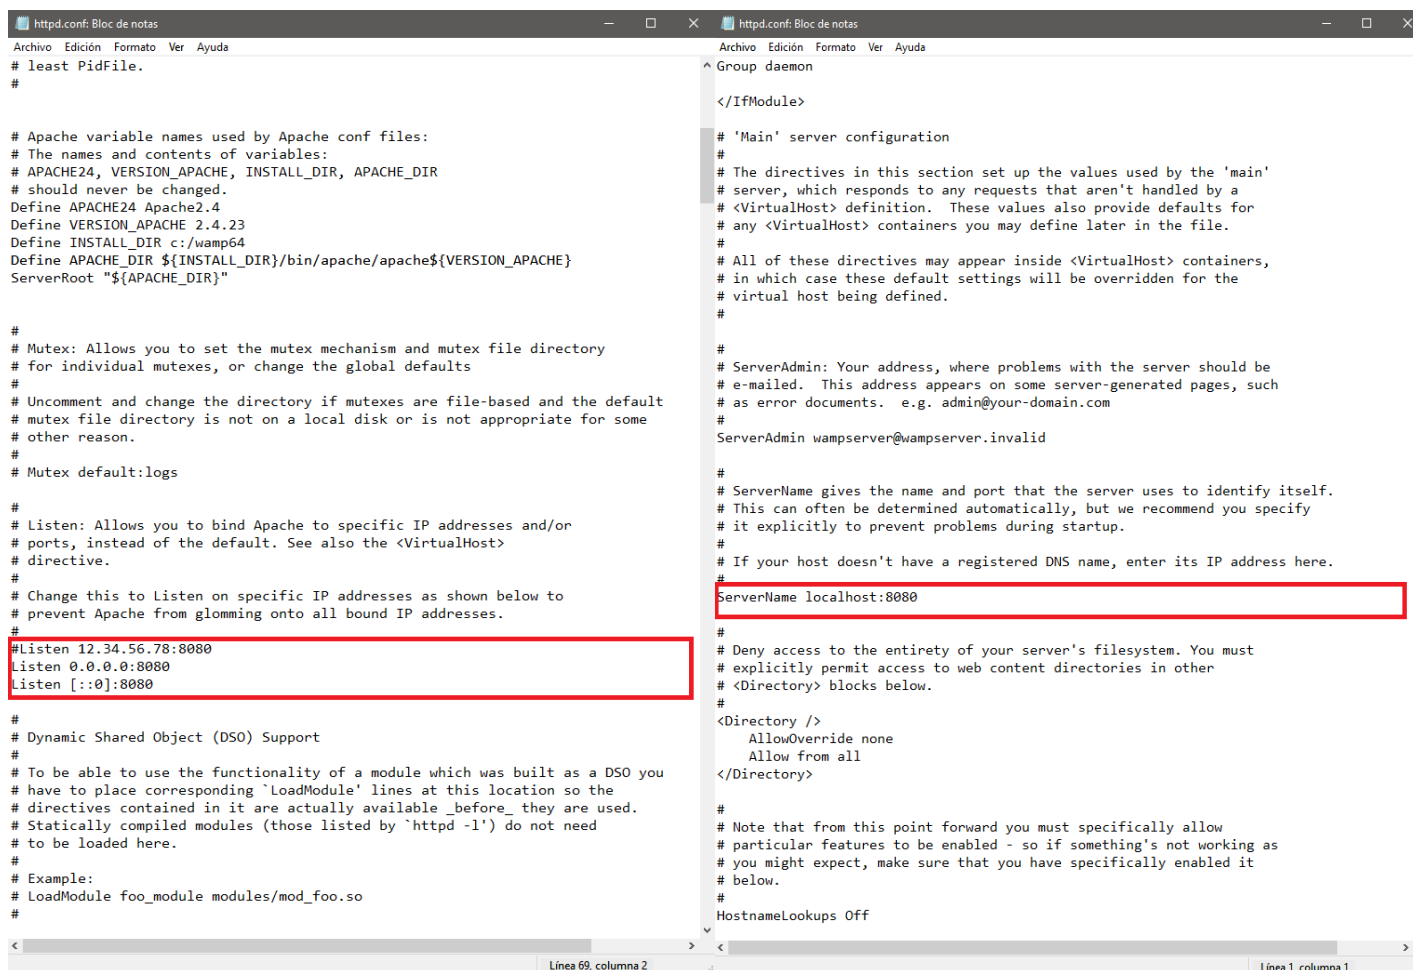 httpd.conf: Bloc de notas
Archivo Edición Formato Ver Ayuda
# least PidFile.
#
# Apache variable names used by Apache conf files:
# The names and contents of variables:
# APACHE24, VERSION_APACHE, INSTALL_DIR, APACHE_DIR
# should never be changed.
Define APACHE24 Apache2.4
Define VERSION_APACHE 2.4.23
Define INSTALL_DIR c:/wamp64
Define APACHE_DIR ${INSTALL_DIR}/bin/apache/apache${VERSION_APACHE}
ServerRoot "${APACHE_DIR}"
#
# Mutex: Allows you to set the mutex mechanism and mutex file directory
# for individual mutexes, or change the global defaults
#
# Uncomment and change the directory if mutexes are file-based and the default
# mutex file directory is not on a local disk or is not appropriate for some
# other reason.
#
# Mutex default:logs
#
# Listen: Allows you to bind Apache to specific IP addresses and/or
# ports, instead of the default. See also the <VirtualHost>
# directive.
#
# Change this to Listen on specific IP addresses as shown below to
# prevent Apache from glomming onto all bound IP addresses.
#
#Listen 12.34.56.78:8080
Listen 0.0.0.0:8080
Listen [::0]:8080
#
# Dynamic Shared Object (DSO) Support
#
# To be able to use the functionality of a module which was built as a DSO you
# have to place corresponding `LoadModule' lines at this location so the
# directives contained in it are actually available _before_ they are used.
# Statically compiled modules (those listed by `httpd -l') do not need
# to be loaded here.
#
# Example:
# LoadModule foo_module modules/mod_foo.so
#
Línea 69, columna 2
httpd.conf: Bloc de notas
Archivo Edición Formato Ver Ayuda
Group daemon
</IfModule>
# 'Main' server configuration
#
# The directives in this section set up the values used by the 'main'
# server, which responds to any requests that aren't handled by a
# <VirtualHost> definition.  These values also provide defaults for
# any <VirtualHost> containers you may define later in the file.
#
# All of these directives may appear inside <VirtualHost> containers,
# in which case these default settings will be overridden for the
# virtual host being defined.
#
#
# ServerAdmin: Your address, where problems with the server should be
# e-mailed.  This address appears on some server-generated pages, such
# as error documents.  e.g. admin@your-domain.com
#
ServerAdmin wampserver@wampserver.invalid
#
# ServerName gives the name and port that the server uses to identify itself.
# This can often be determined automatically, but we recommend you specify
# it explicitly to prevent problems during startup.
#
# If your host doesn't have a registered DNS name, enter its IP address here.
#
ServerName localhost:8080
#
# Deny access to the entirety of your server's filesystem. You must
# explicitly permit access to web content directories in other
# <Directory> blocks below.
#
<Directory />
    AllowOverride none
    Allow from all
</Directory>
#
# Note that from this point forward you must specifically allow
# particular features to be enabled - so if something's not working as
# you might expect, make sure that you have specifically enabled it
# below.
#
HostnameLookups Off
Línea 1, columna 1